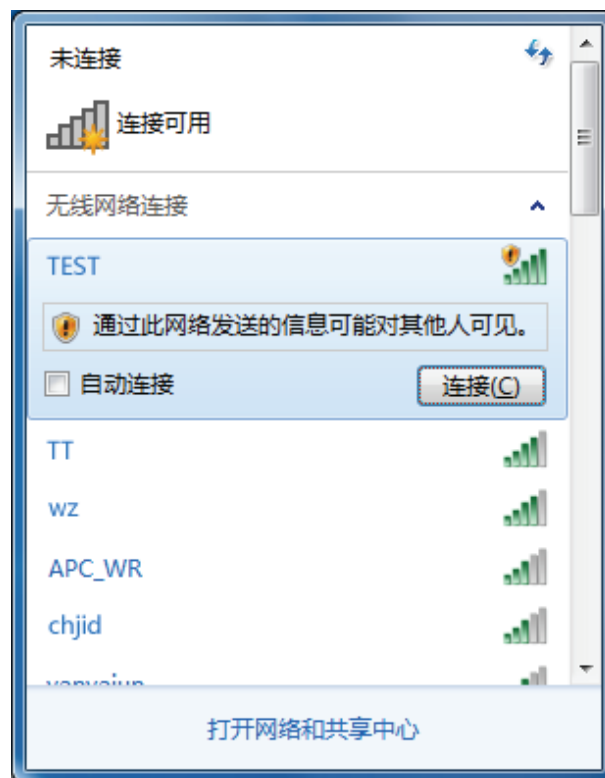 未连接
连接可用
无线网络连接
TEST
通过此网络发送的信息可能对其他人可见。
自动连接
连接(C)
TT
wz
APC_WR
chjid
打开网络和共享中心